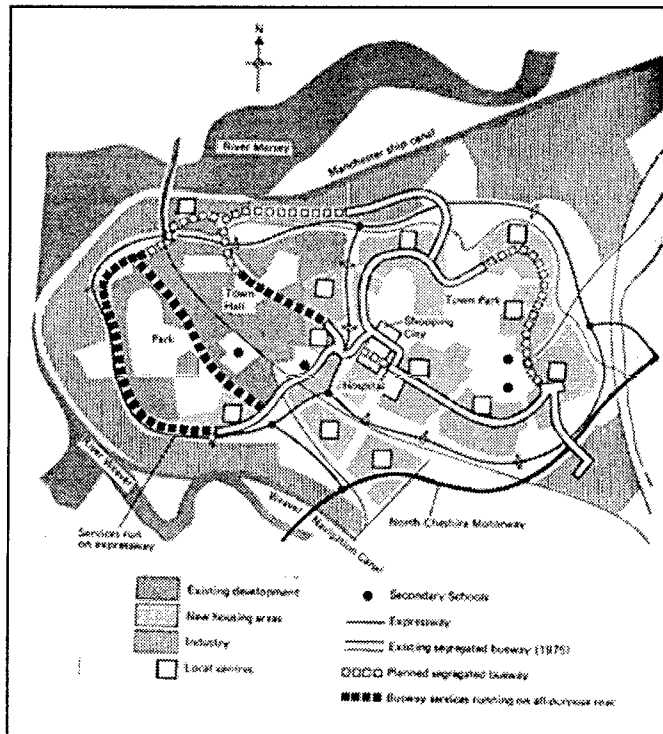 N
River Mersey
Manchester ship canal
Town
Hall
Town Park
Shopping
City
Park
Hospital
River Weaver
Weaver Navigation Canal
North Cheshire Motorway
Services run
on expressway
Existing development
New housing areas
Industry
Local centres
Secondary Schools
Expressway
Existing segregated busway (1975)
Planned segregated busway
Busway services running on all-purpose